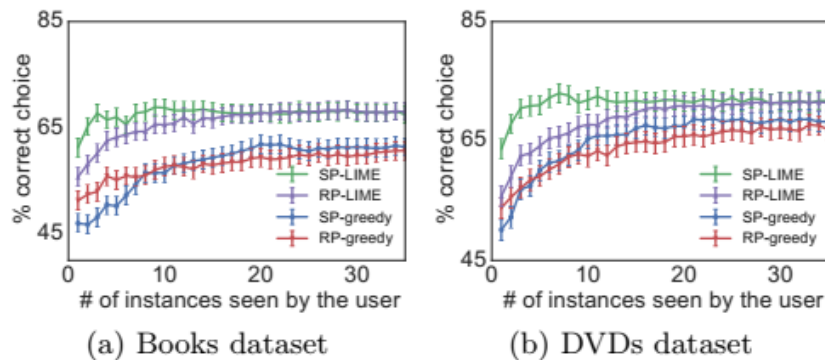 85
65
45
% correct choice
SP-LIME
RP-LIME
SP-greedy
RP-greedy
0 10 20 30
# of instances seen by the user
(a) Books dataset
85
65
45
% correct choice
SP-LIME
RP-LIME
SP-greedy
RP-greedy
0 10 20 30
# of instances seen by the user
(b) DVDs dataset